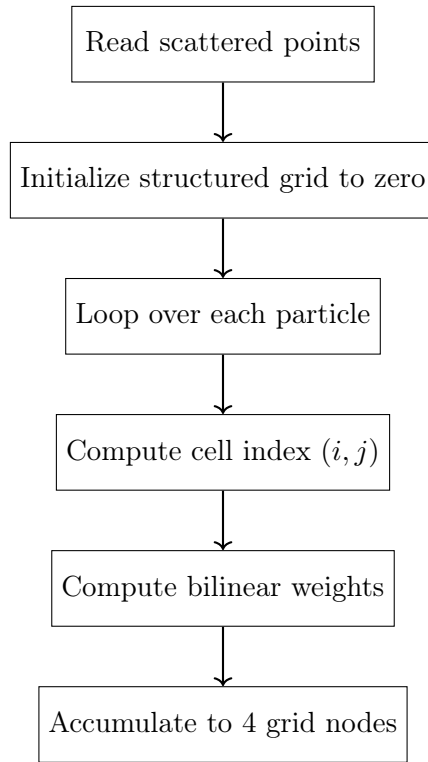 Read scattered points
Initialize structured grid to zero
Loop over each particle
Compute cell index (i, j)
Compute bilinear weights
Accumulate to 4 grid nodes